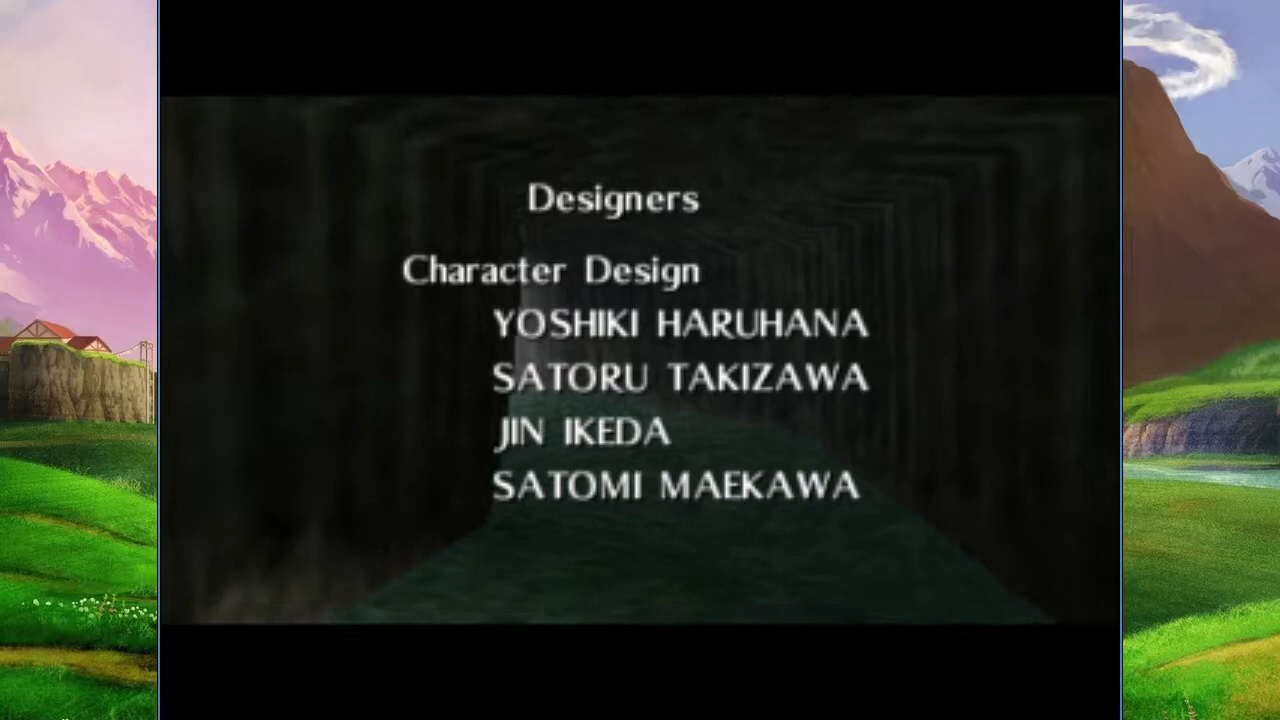 Designers
Character Design
YOSHIKI HARUHANA
SATORU TAKIZAWA
JIN IKEDA
SATOMI MAEKAWA